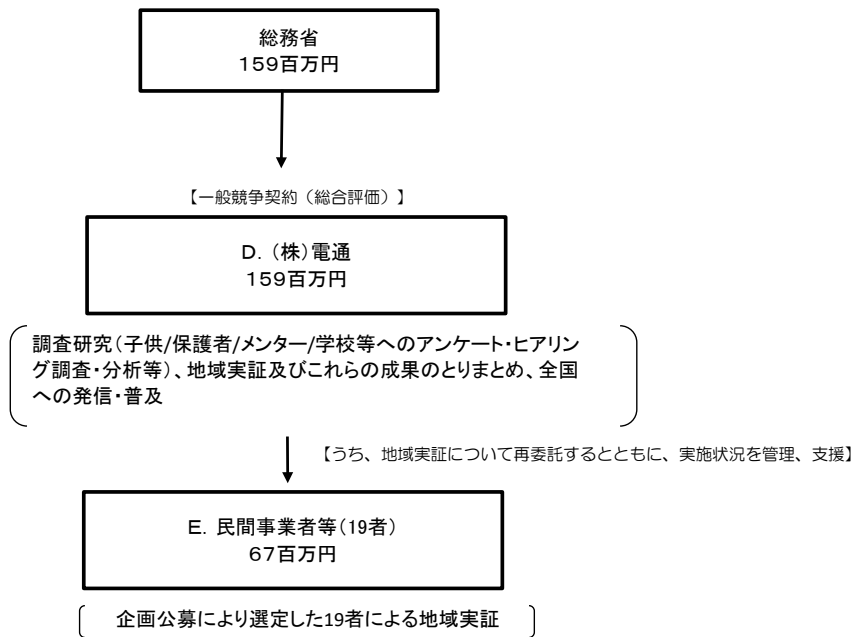 総務省
159百万円
【一般競争契約（総合評価）】
D．（株）電通
159百万円
調査研究（子供/保護者/メンター/学校等へのアンケート・ヒアリン
グ調査・分析等）、地域実証及びこれらの成果のとりまとめ、全国
への発信・普及
【うち、地域実証について再委託するとともに、実施状況を管理、支援】
E．民間事業者等（19者）
67百万円
企画公募により選定した19者による地域実証